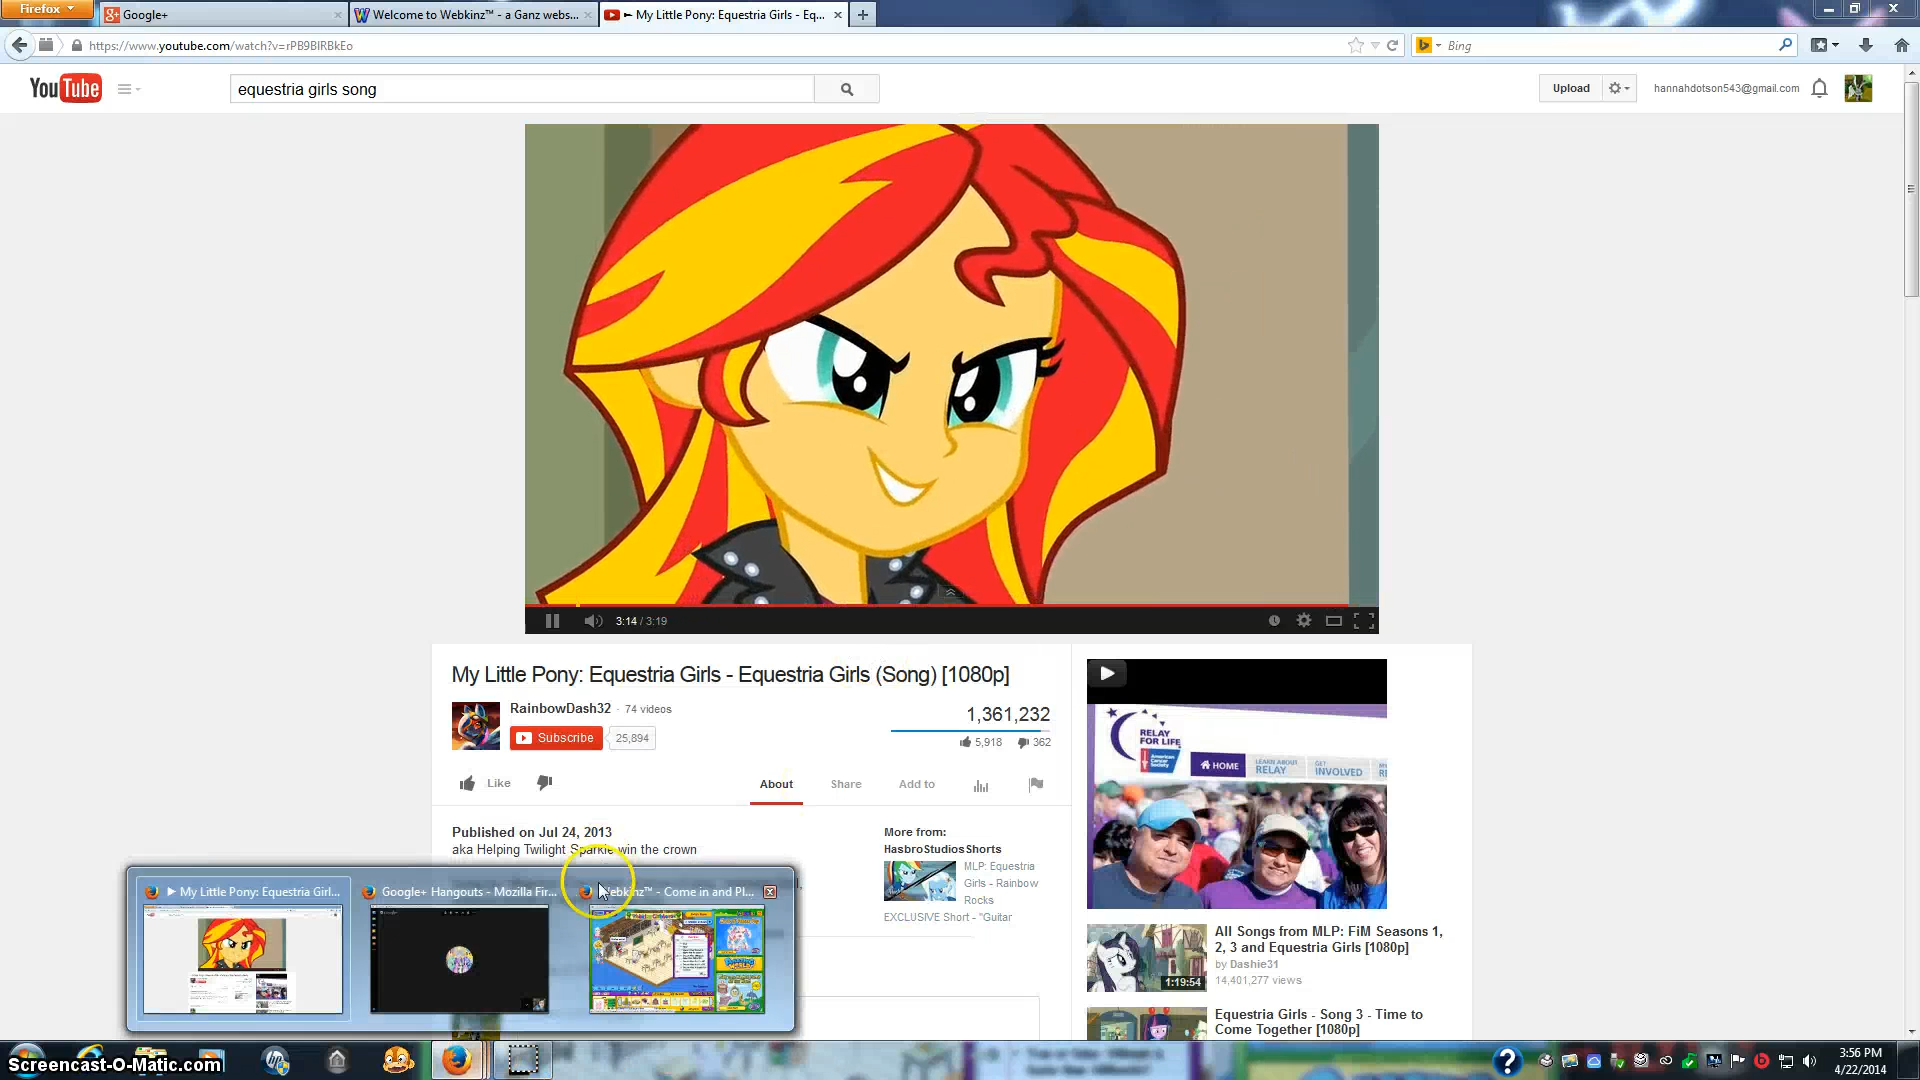 Firefox
Google+
Welcome to Webkinz™ - a Ganz webs...
My Little Pony: Equestria Girls - Eq...
https://www.youtube.com/watch?v=rPB9BIRBkEo
Bing
YouTube
equestria girls song
Upload
hannahdotson543@gmail.com
3:14 / 3:19
My Little Pony: Equestria Girls - Equestria Girls (Song) [1080p]
RainbowDash32 · 74 videos
Subscribe 25,894
1,361,232
5,918 362
Like
About
Share
Add to
Published on Jul 24, 2013
aka Helping Twilight Sparkle win the crown
More from:
HasbroStudiosShorts
MLP: Equestria
Girls - Rainbow
Rocks
EXCLUSIVE Short - "Guitar
RELAY
FOR LIFE
American
Cancer
Society
HOME
LEARN ABOUT
RELAY
GET
INVOLVED
All Songs from MLP: FiM Seasons 1,
2, 3 and Equestria Girls [1080p]
by Dashie31
14,401,277 views
1:19:54
Equestria Girls - Song 3 - Time to
Come Together [1080p]
My Little Pony: Equestria Girl...
Google+ Hangouts - Mozilla Fir...
ebkinz™ - Come in and Pl...
Screencast-O-Matic.com
3:56 PM
4/22/2014